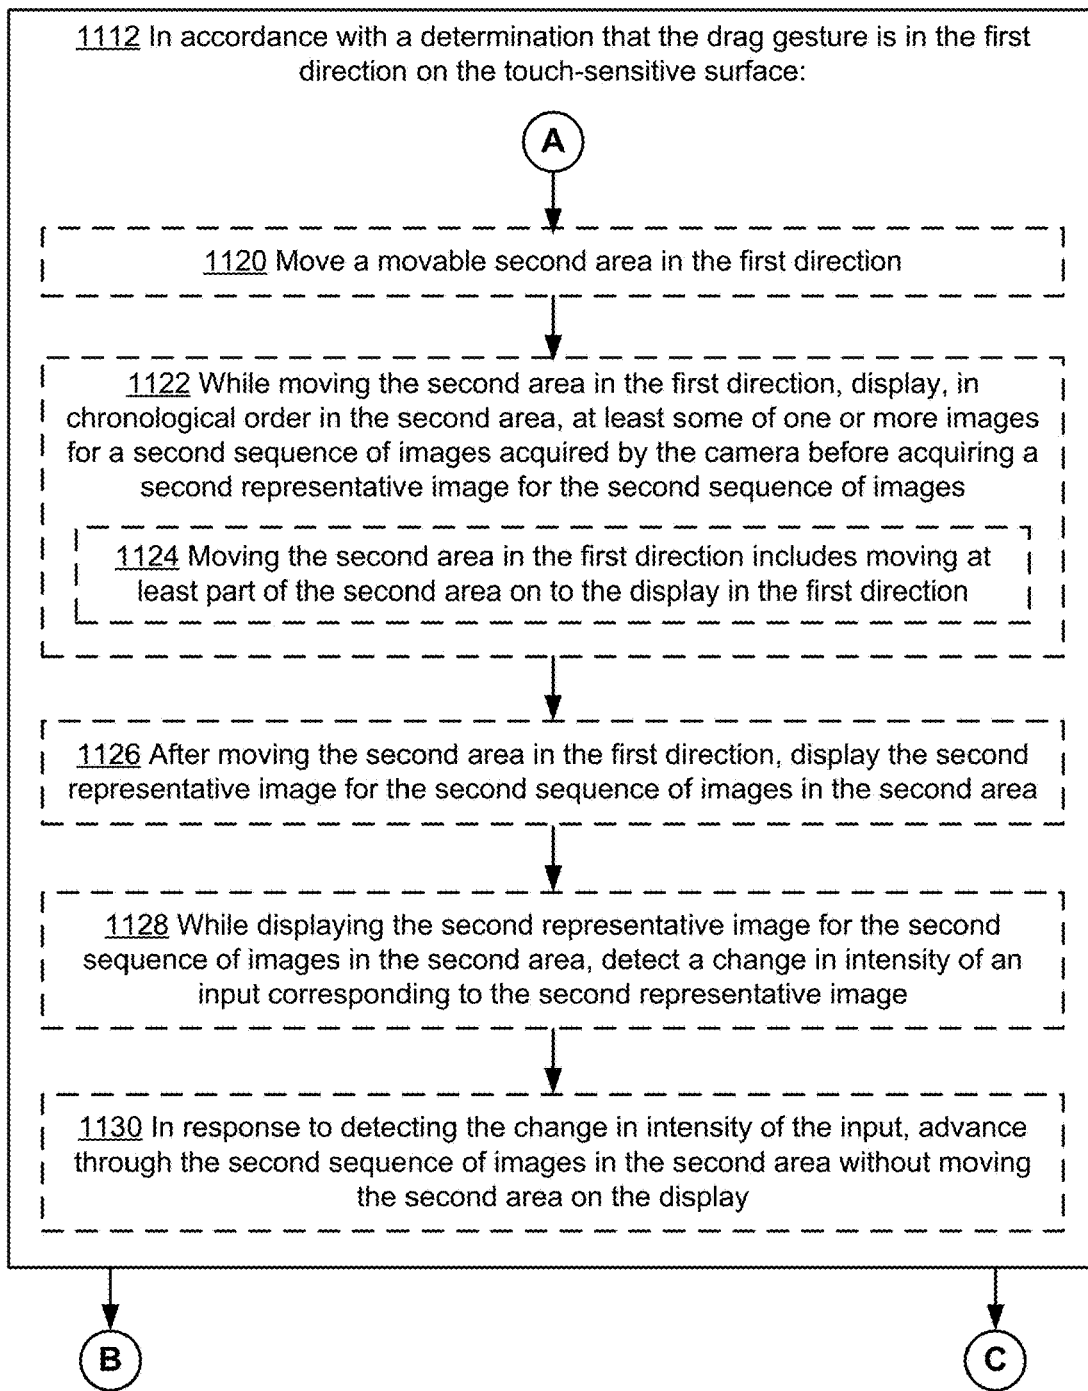 1112 In accordance with a determination that the drag gesture is in the first
direction on the touch-sensitive surface:
A
1120 Move a movable second area in the first direction
1122 While moving the second area in the first direction, display, in
chronological order in the second area, at least some of one or more images
for a second sequence of images acquired by the camera before acquiring a
second representative image for the second sequence of images
1124 Moving the second area in the first direction includes moving at
least part of the second area on to the display in the first direction
1126 After moving the second area in the first direction, display the second
representative image for the second sequence of images in the second area
1128 While displaying the second representative image for the second
sequence of images in the second area, detect a change in intensity of an
input corresponding to the second representative image
1130 In response to detecting the change in intensity of the input, advance
through the second sequence of images in the second area without moving
the second area on the display
B
C